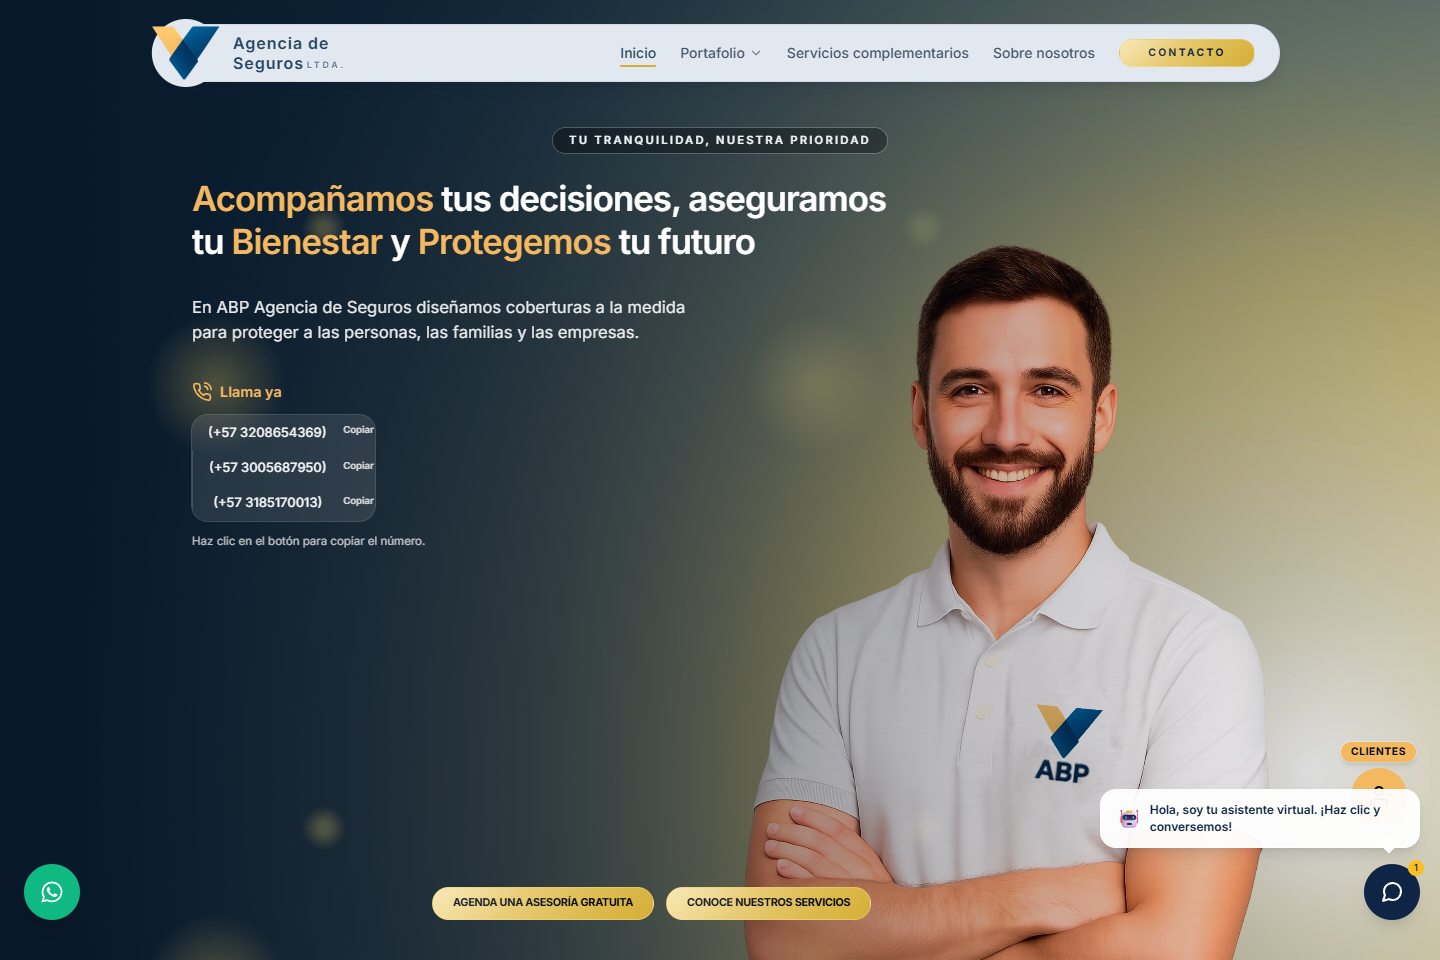 Agencia de
Seguros LTDA.
Inicio
Portafolio
Servicios complementarios
Sobre nosotros
CONTACTO
TU TRANQUILIDAD, NUESTRA PRIORIDAD
Acompañamos tus decisiones, aseguramos
tu Bienestar y Protegemos tu futuro
En ABP Agencia de Seguros diseñamos coberturas a la medida
para proteger a las personas, las familias y las empresas.
Llama ya
(+57 3208654369) Copiar
(+57 3005687950) Copiar
(+57 3185170013) Copiar
Haz clic en el botón para copiar el número.
ABP
CLIENTES
Hola, soy tu asistente virtual. ¡Haz clic y
conversemos!
1
AGENDA UNA ASESORÍA GRATUITA
CONOCE NUESTROS SERVICIOS